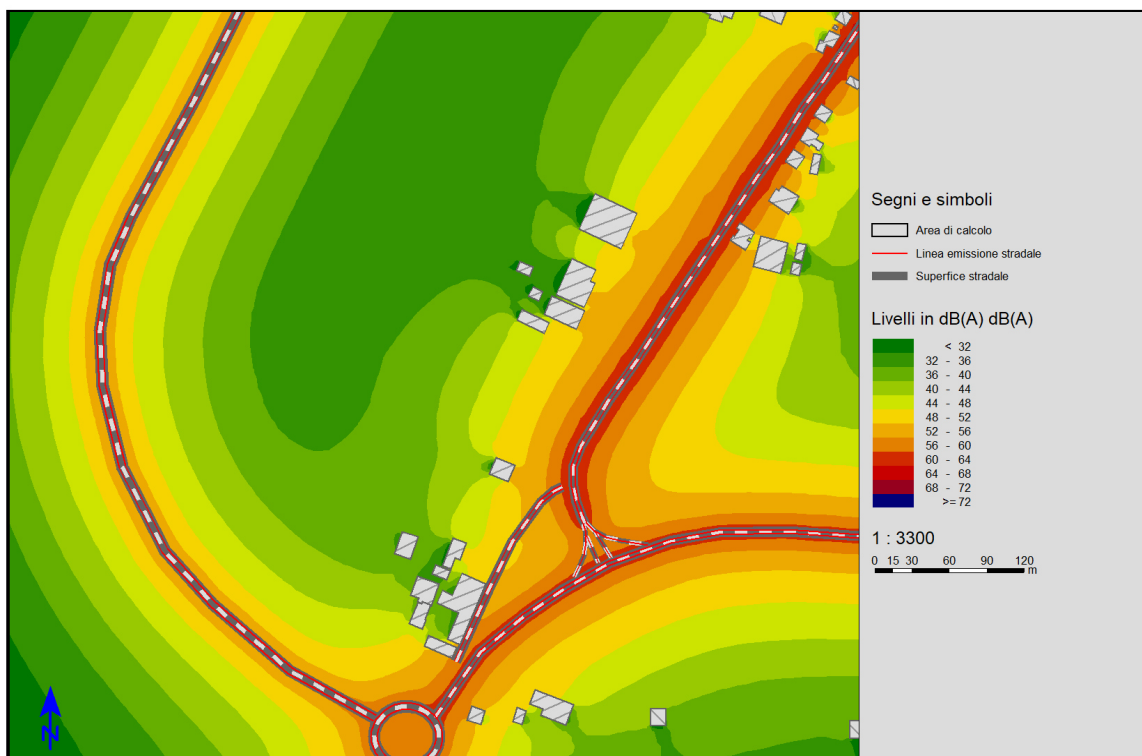 Segni e simboli
Area di calcolo
Linea emissione stradale
Superfice stradale
Livelli in dB(A) dB(A)
< 32
32 - 36
36 - 40
40 - 44
44 - 48
48 - 52
52 - 56
56 - 60
60 - 64
64 - 68
68 - 72
>= 72
1 : 3300
0 15 30 60 90 120
m
N